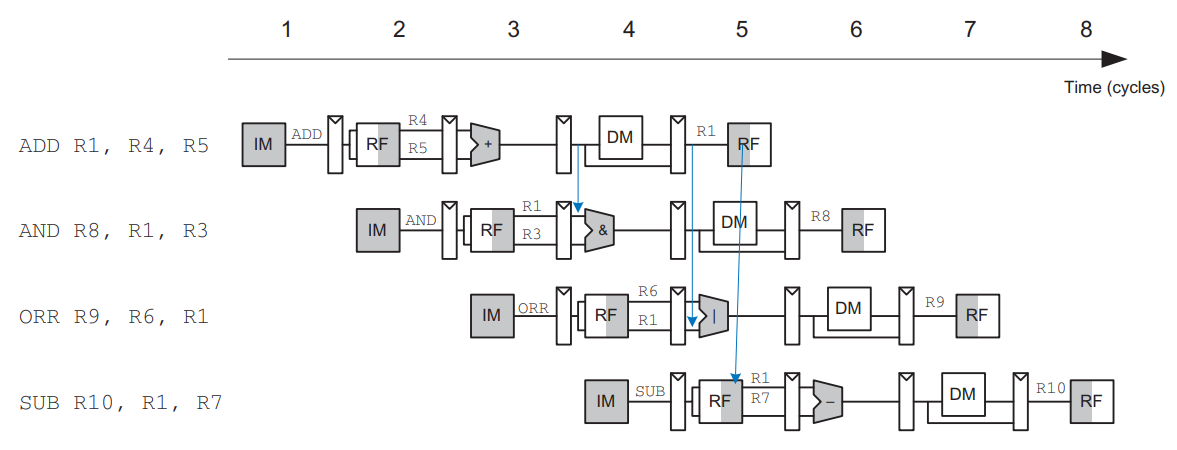 1 2 3 4 5 6 7 8
Time (cycles)
ADD R1, R4, R5 IM ADD RF R4 R5 + DM R1 RF
AND R8, R1, R3 IM AND RF R1 R3 & DM R8 RF
ORR R9, R6, R1 IM ORR RF R6 R1 | DM R9 RF
SUB R10, R1, R7 IM SUB RF R1 R7 − DM R10 RF